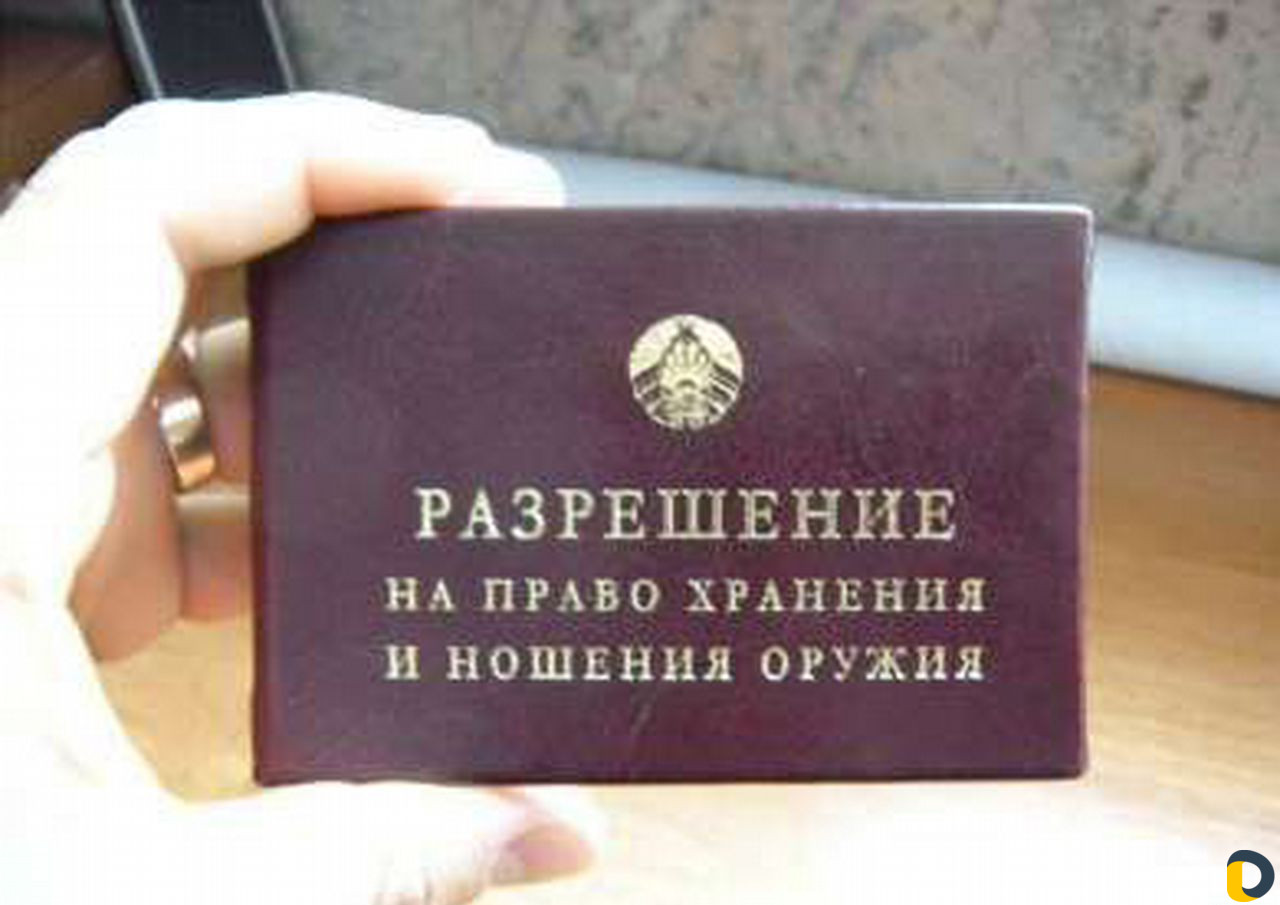 РАЗРЕШЕНИЕ
НА ПРАВО ХРАНЕНИЯ
И НОШЕНИЯ ОРУЖИЯ